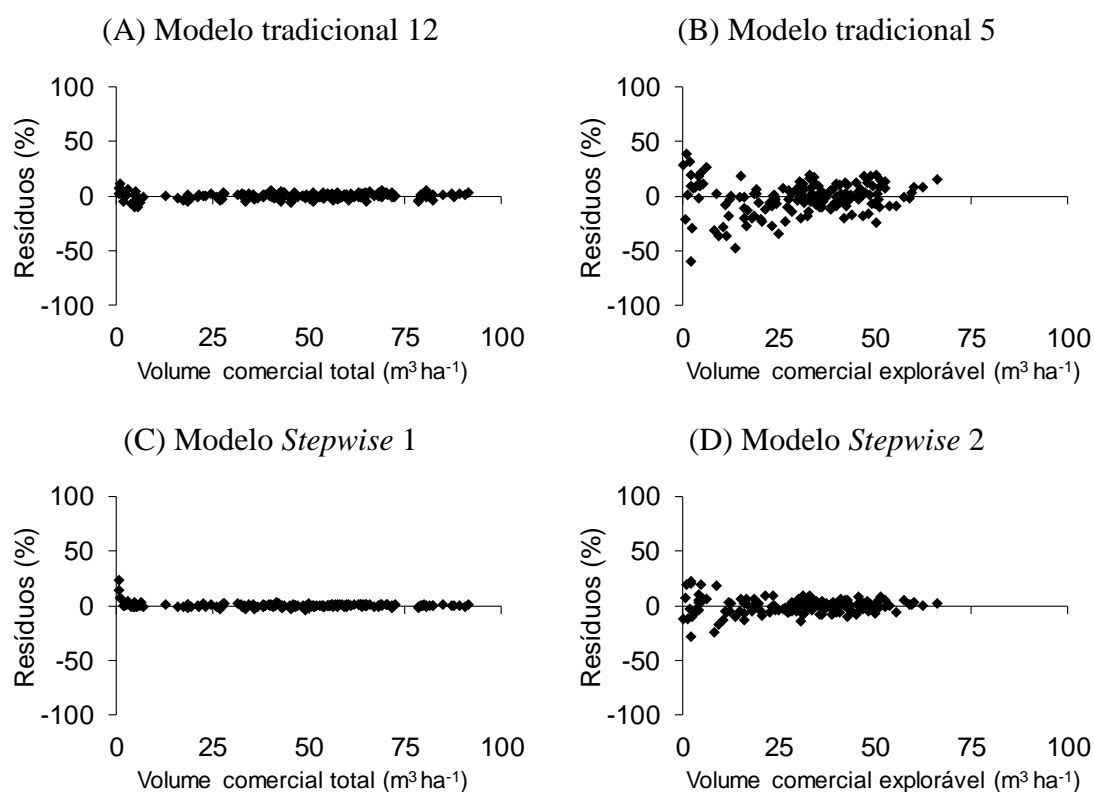 (A) Modelo tradicional 12
(B) Modelo tradicional 5
100
50
0
-50
-100
Resíduos (%)
0 25 50 75 100
Volume comercial total (m³ ha⁻¹)
100
50
0
-50
-100
Resíduos (%)
0 25 50 75 100
Volume comercial explorável (m³ ha⁻¹)
(C) Modelo Stepwise 1
(D) Modelo Stepwise 2
100
50
0
-50
-100
Resíduos (%)
0 25 50 75 100
Volume comercial total (m³ ha⁻¹)
100
50
0
-50
-100
Resíduos (%)
0 25 50 75 100
Volume comercial explorável (m³ ha⁻¹)